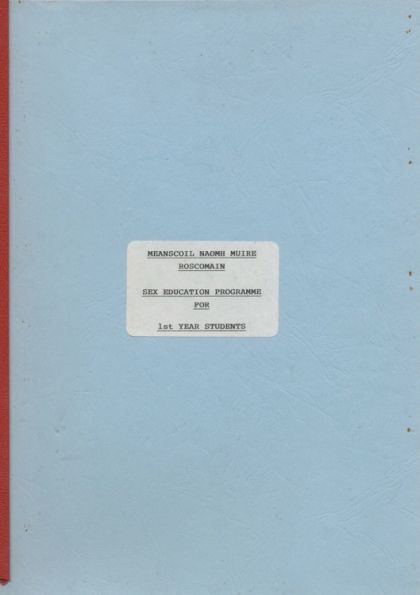 MEANSCOIL NAOMH MUIRE
ROSCOMAIN
SEX EDUCATION PROGRAMME
FOR
1st YEAR STUDENTS